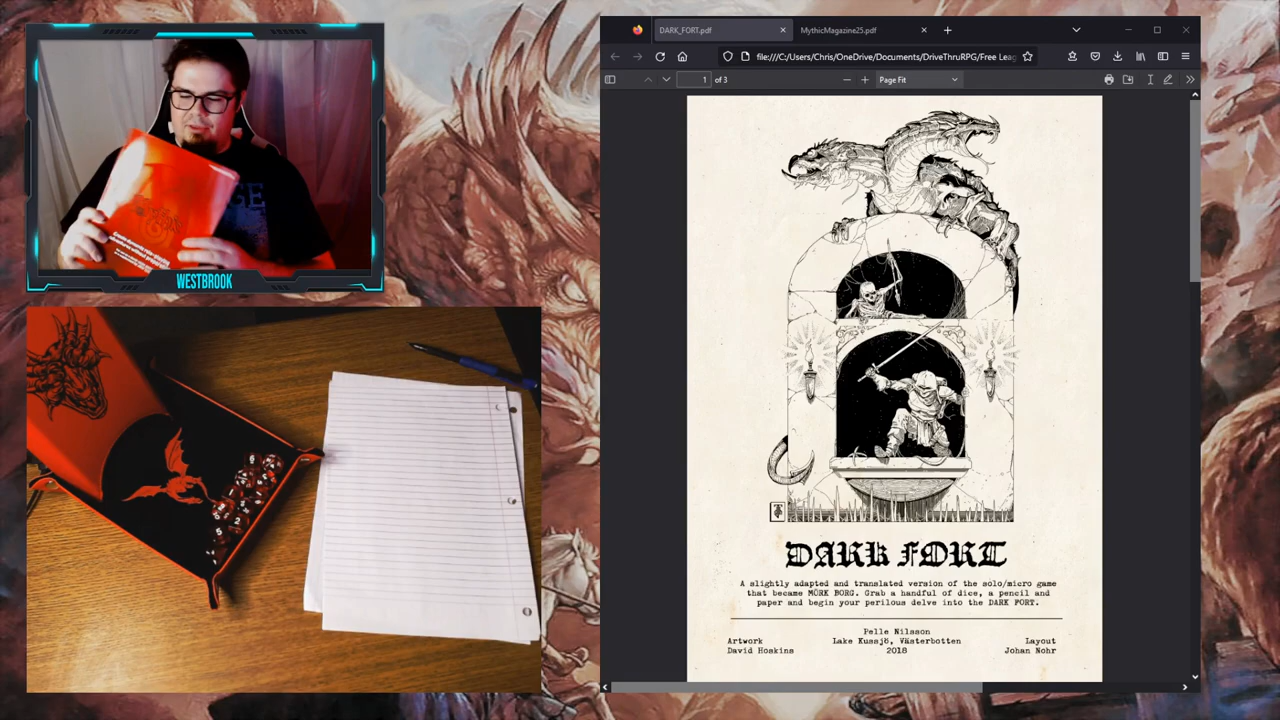 WESTBROOK
DARK_FORT.pdf
MythicMagazine25.pdf
file:///C:/Users/Chris/OneDrive/Documents/DriveThruRPG/Free Leag
1 of 3
Page Fit
DARK FORT
A slightly adapted and translated version of the solo/micro game
that became MÖRK BORG. Grab a handful of dice, a pencil and
paper and begin your perilous delve into the DARK FORT.
Artwork
David Hoskins
Pelle Nilsson
Lake Kussjö, Västerbotten
2018
Layout
Johan Nohr